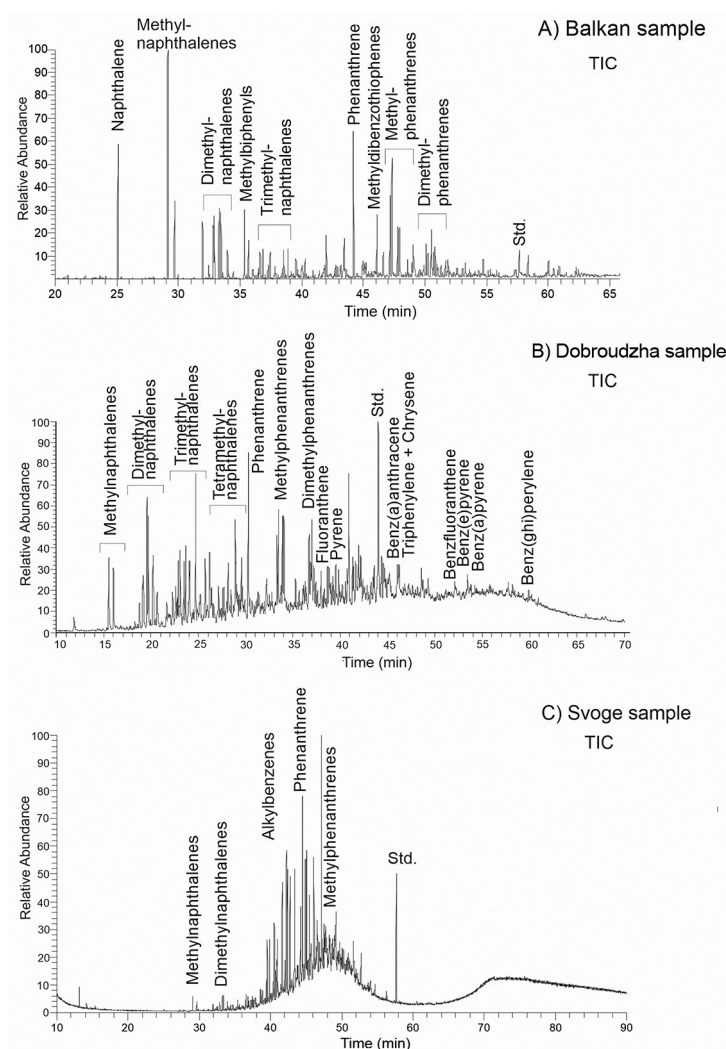 A) Balkan sample
TIC
Methyl-
naphthalenes
Naphthalene
Dimethyl-
naphthalenes
Methylbiphenyls
Trimethyl-
naphthalenes
Phenanthrene
Methyldibenzothiophenes
Methyl-
phenanthrenes
Dimethyl-
phenanthrenes
Std.
Relative Abundance
100
90
80
70
60
50
40
30
20
10
20 25 30 35 40 45 50 55 60 65
Time (min)
B) Dobroudzha sample
TIC
Methylnaphthalenes
Dimethyl-
naphthalenes
Trimethyl-
naphthalenes
Tetramethyl-
naphthalenes
Phenanthrene
Methylphenanthrenes
Dimethylphenanthrenes
Fluoranthene
Pyrene
Std.
Benz(a)anthracene
Triphenylene + Chrysene
Benzfluoranthene
Benz(e)pyrene
Benz(a)pyrene
Benz(ghi)perylene
Relative Abundance
100
90
80
70
60
50
40
30
20
10
0
10 15 20 25 30 35 40 45 50 55 60 65 70
Time (min)
C) Svoge sample
TIC
Methylnaphthalenes
Dimethylnaphthalenes
Alkylbenzenes
Phenanthrene
Methylphenanthrenes
Std.
Relative Abundance
100
90
80
70
60
50
40
30
20
10
0
10 20 30 40 50 60 70 80 90
Time (min)